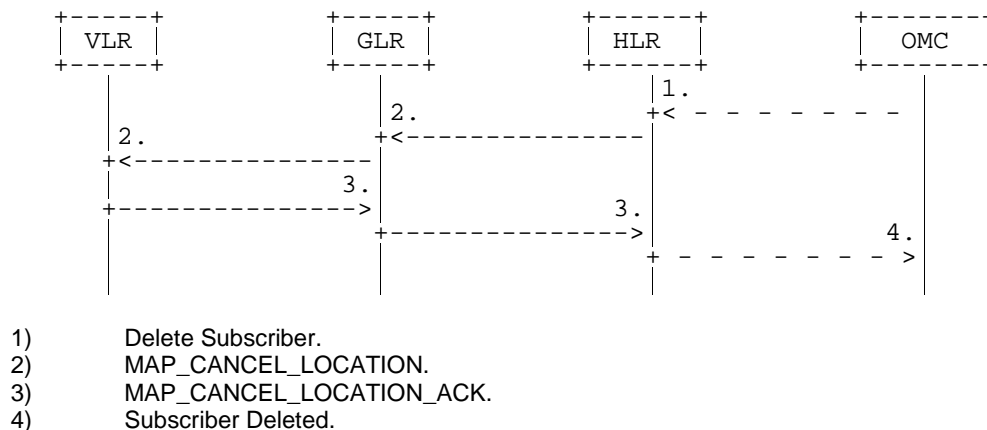 VLR GLR HLR OMC
1.
2.
2.
3.
3.
4.
1) Delete Subscriber.
2) MAP_CANCEL_LOCATION.
3) MAP_CANCEL_LOCATION_ACK.
4) Subscriber Deleted.